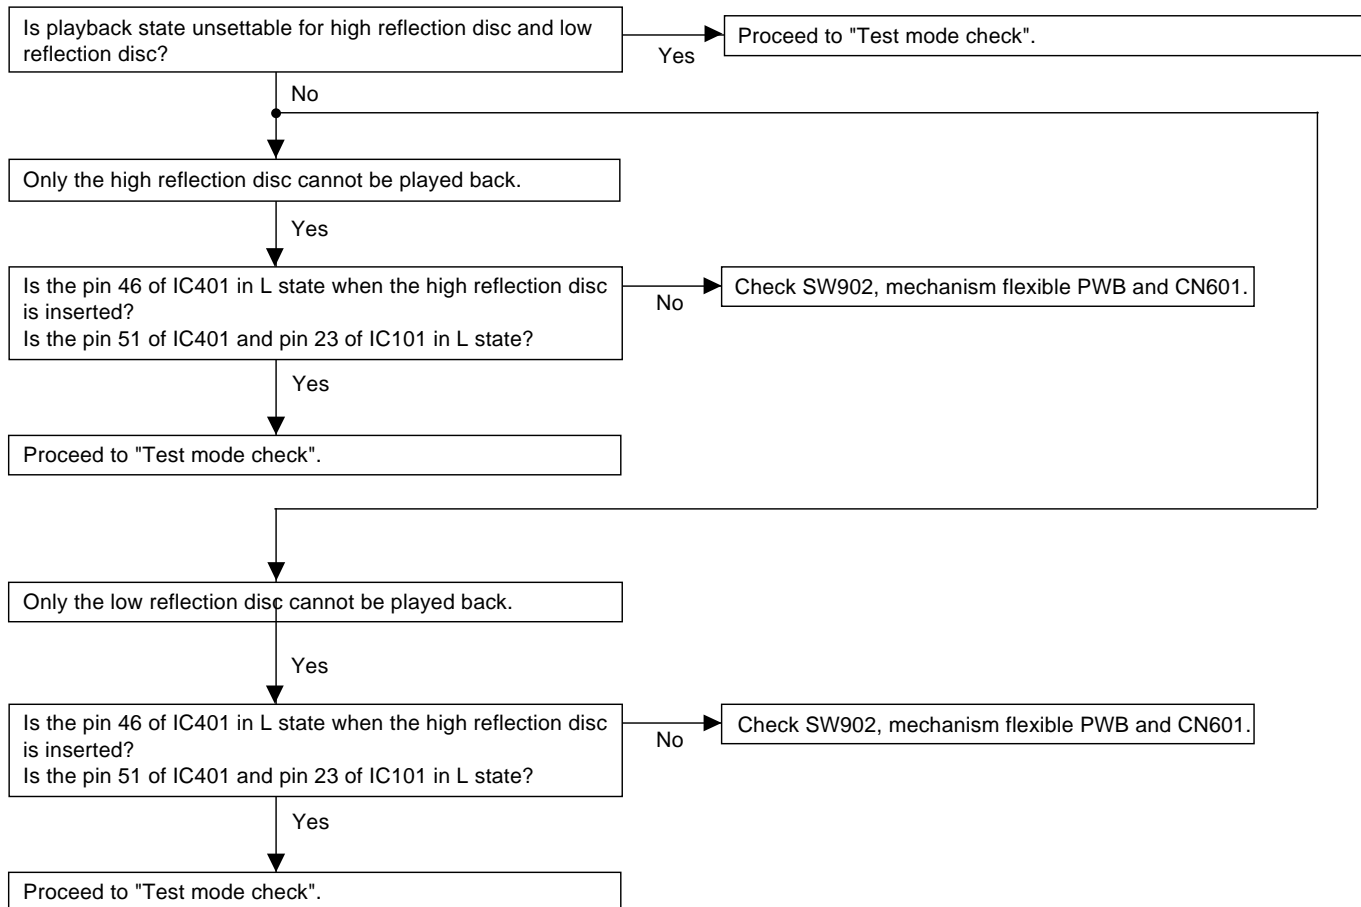 Is playback state unsettable for high reflection disc and low
reflection disc?
Yes
Proceed to "Test mode check".
No
Only the high reflection disc cannot be played back.
Yes
Is the pin 46 of IC401 in L state when the high reflection disc
is inserted?
Is the pin 51 of IC401 and pin 23 of IC101 in L state?
No
Check SW902, mechanism flexible PWB and CN601.
Yes
Proceed to "Test mode check".
Only the low reflection disc cannot be played back.
Yes
Is the pin 46 of IC401 in L state when the high reflection disc
is inserted?
Is the pin 51 of IC401 and pin 23 of IC101 in L state?
No
Check SW902, mechanism flexible PWB and CN601.
Yes
Proceed to "Test mode check".